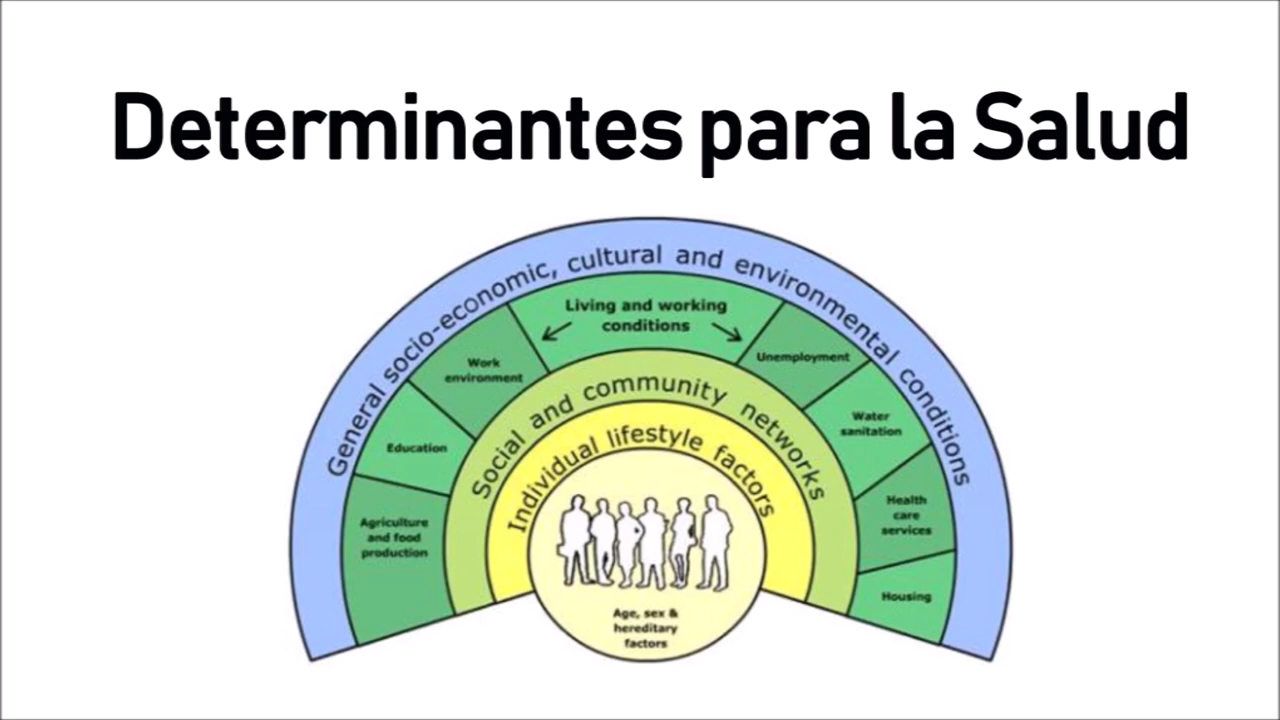 Determinantes para la Salud
General socio-economic, cultural and environmental conditions
Living and working
conditions
Work
environment
Unemployment
Education
Water
sanitation
Agriculture
and food
production
Health
care
services
Housing
Social and community networks
Individual lifestyle factors
Age, sex &
hereditary
factors